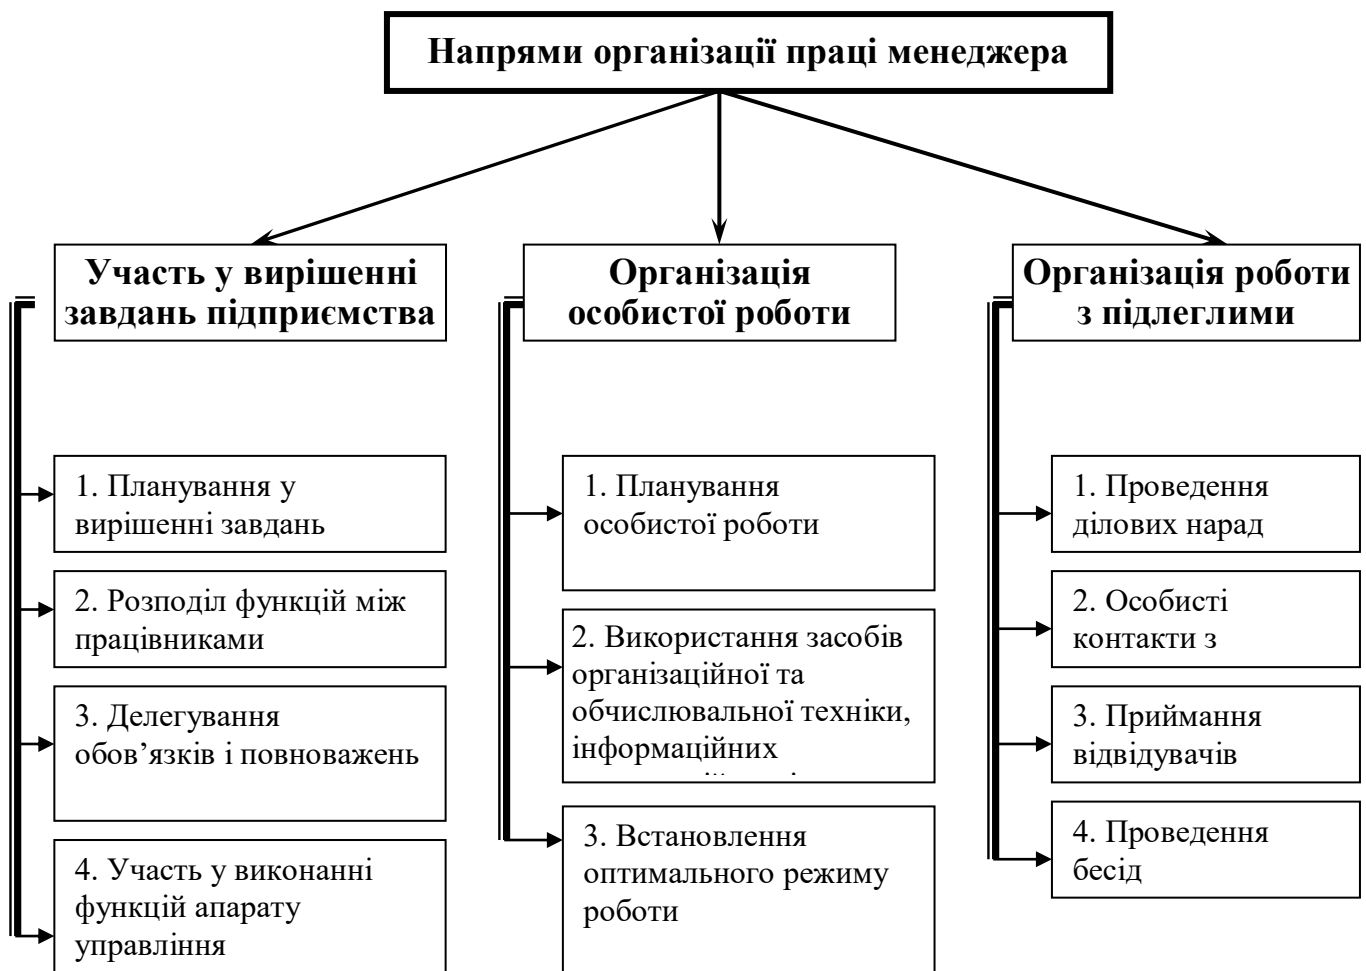 Напрями організації праці менеджера
Участь у вирішенні
завдань підприємства
1. Планування у
вирішенні завдань
2. Розподіл функцій між
працівниками
3. Делегування
обов’язків і повноважень
4. Участь у виконанні
функцій апарату
управління
Організація
особистої роботи
1. Планування
особистої роботи
2. Використання засобів
організаційної та
обчислювальної техніки,
інформаційних
3. Встановлення
оптимального режиму
роботи
Організація роботи
з підлеглими
1. Проведення
ділових нарад
2. Особисті
контакти з
3. Приймання
відвідувачів
4. Проведення
бесід